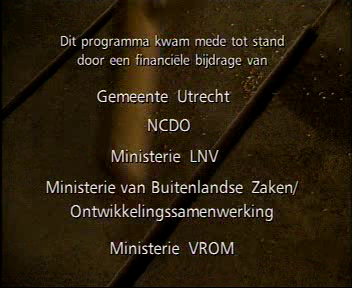 Dit programma kwam mede tot stand
door een financiële bijdrage van
Gemeente Utrecht
NCDO
Ministerie LNV
Ministerie van Buitenlandse Zaken/
Ontwikkelingssamenwerking
Ministerie VROM